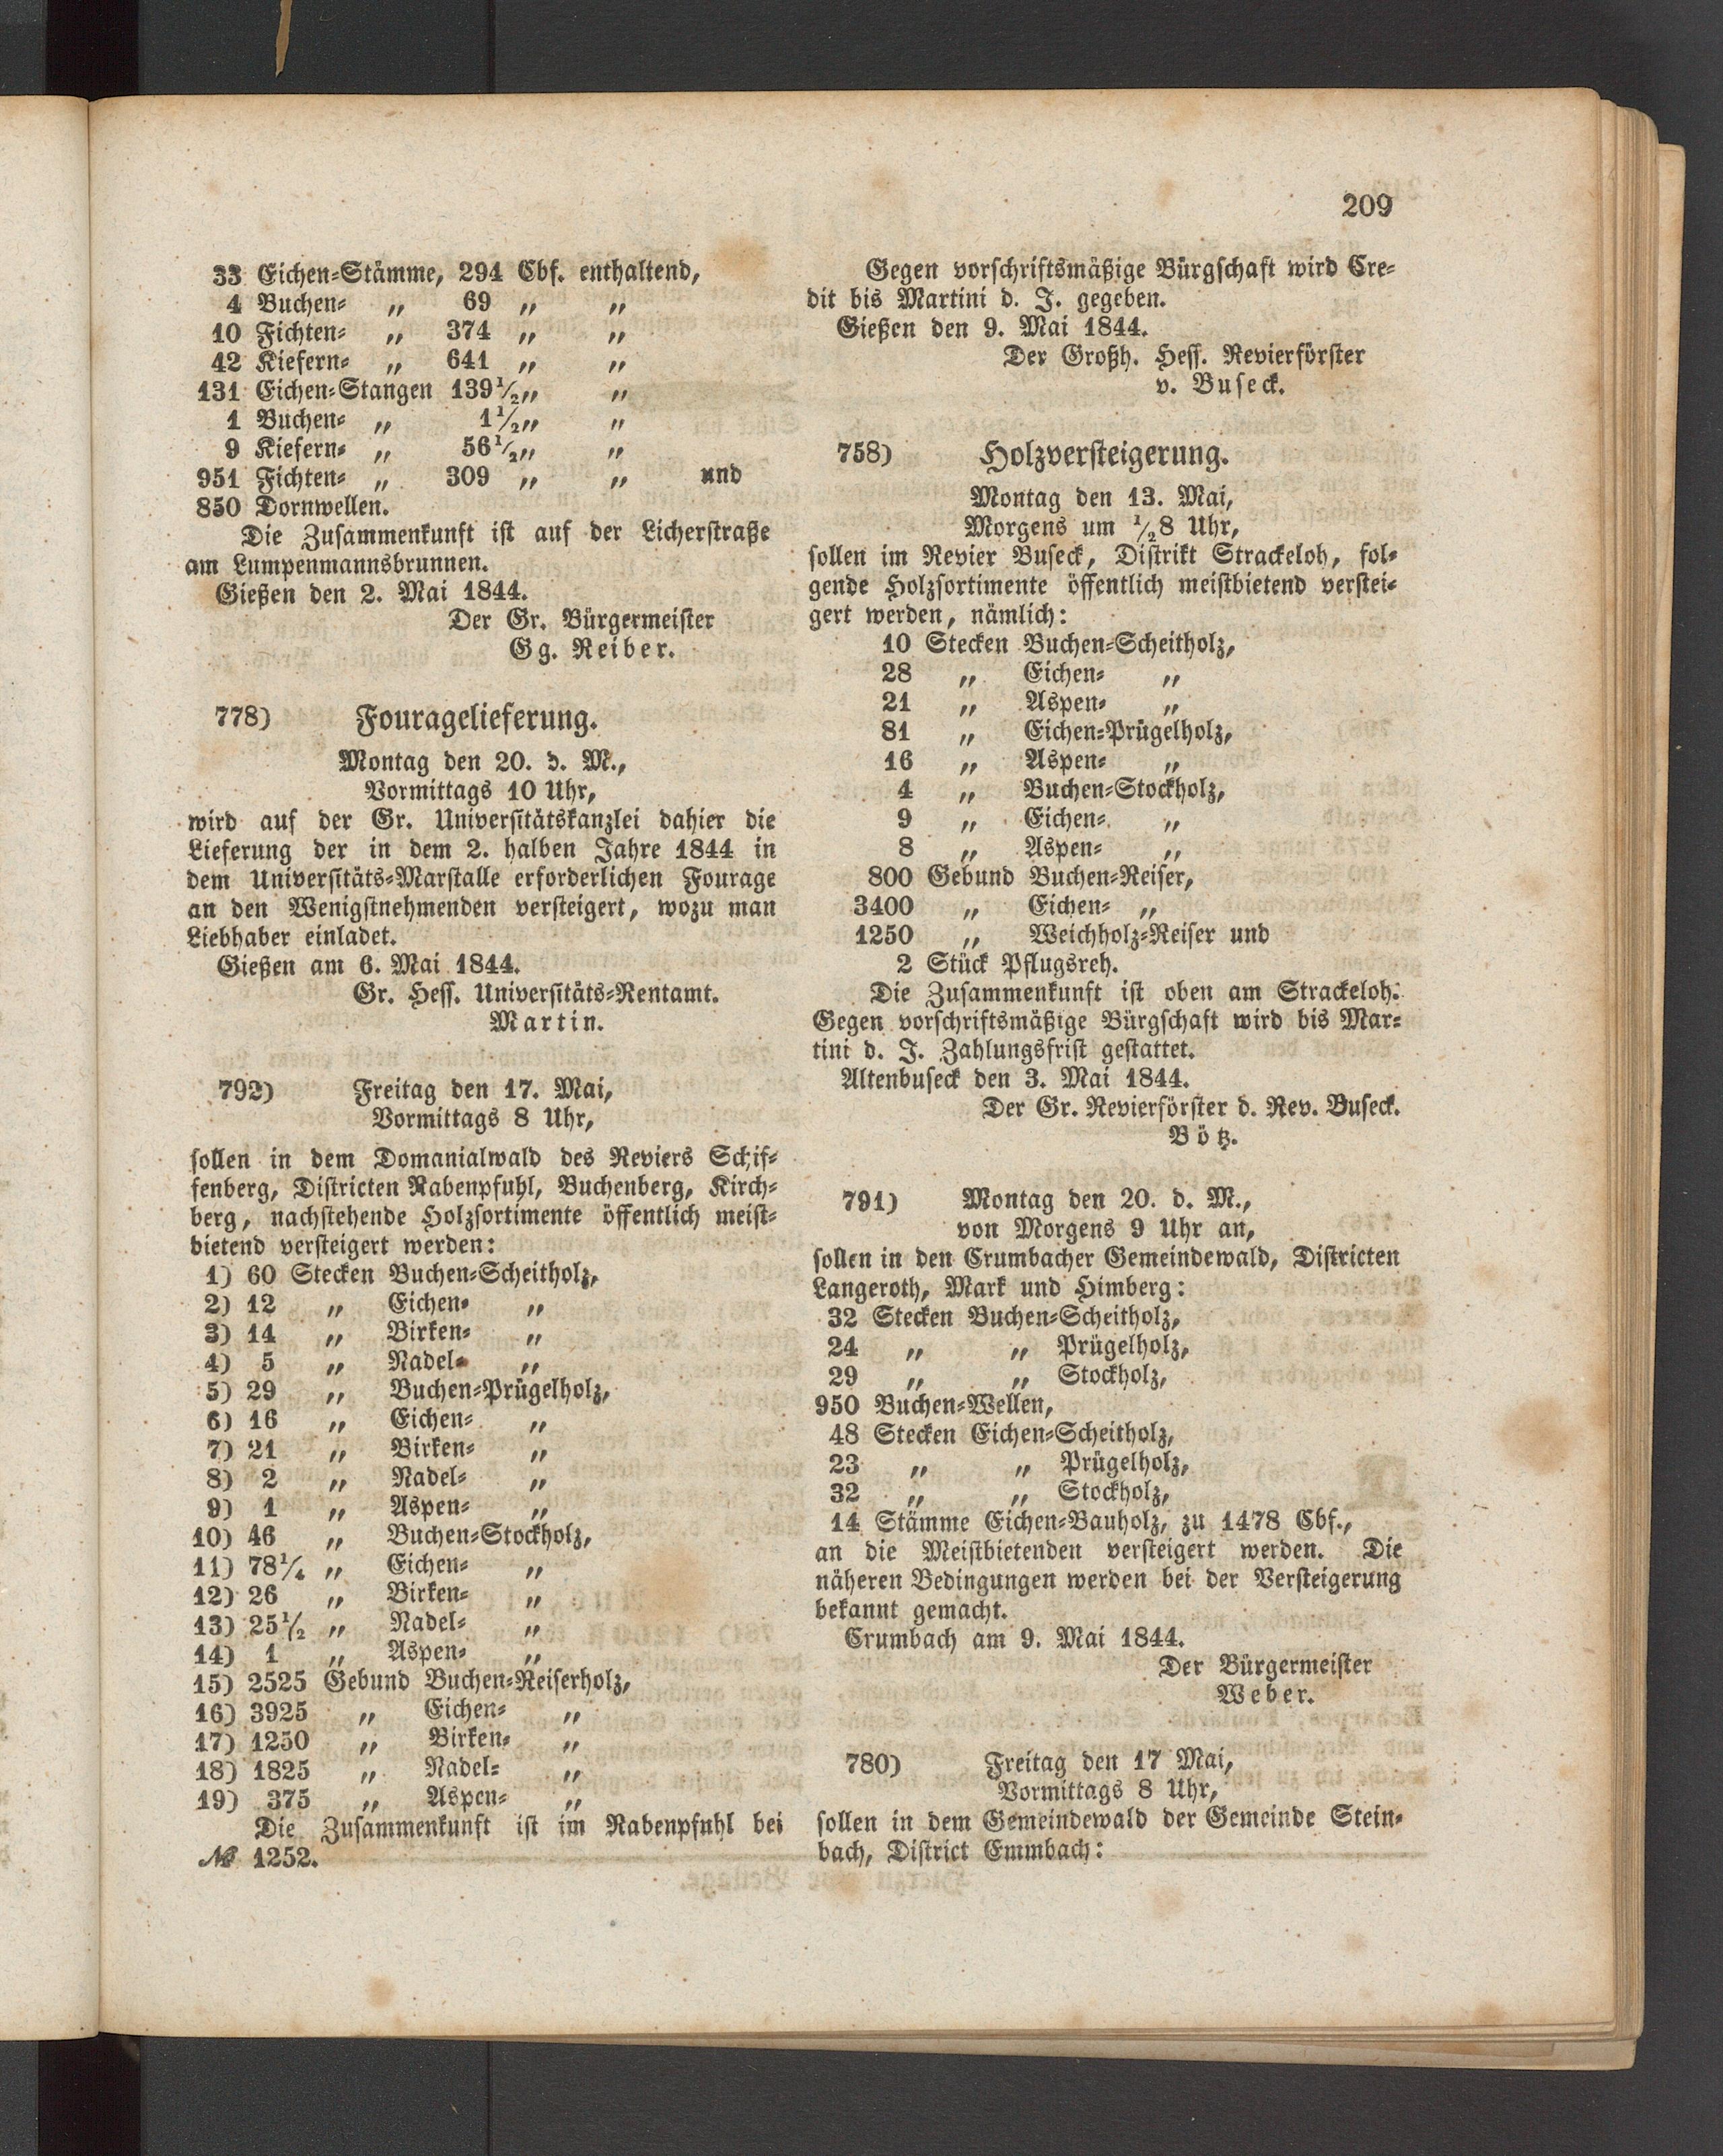 209
33 Eichen-Stämme, 294 Cbf. enthaltend,
4 Buchen- „ 69 „ „
10 Fichten- „ 374 „ „
42 Kiefern- „ 641 „ „
131 Eichen-Stangen 139½ „ „
1 Buchen- „ 1½ „ „
9 Kiefern- „ 56½ „ „
951 Fichten- „ 309 „ „ und
850 Dornwellen.
Die Zusammenkunft ist auf der Licherstraße
am Lumpenmannsbrunnen.
Gießen den 2. Mai 1844.
Der Gr. Bürgermeister
Gg. Reiber.
778) Fouragelieferung.
Montag den 20. d. M.,
Vormittags 10 Uhr,
wird auf der Gr. Universitätskanzlei dahier die
Lieferung der in dem 2. halben Jahre 1844 in
dem Universitäts-Marstalle erforderlichen Fourage
an den Wenigstnehmenden versteigert, wozu man
Liebhaber einladet.
Gießen am 6. Mai 1844.
Gr. Hess. Universitäts-Rentamt.
Martin.
792) Freitag den 17. Mai,
Vormittags 8 Uhr,
sollen in dem Domanialwald des Reviers Schif-
fenberg, Districten Rabenpfuhl, Buchenberg, Kirch-
berg, nachstehende Holzsortimente öffentlich meist-
bietend versteigert werden:
1) 60 Stecken Buchen-Scheitholz,
2) 12 „ Eichen- „
3) 14 „ Birken- „
4) 5 „ Nadel- „
5) 29 „ Buchen-Prügelholz,
6) 16 „ Eichen- „
7) 21 „ Birken- „
8) 2 „ Nadel- „
9) 1 „ Aspen- „
10) 46 „ Buchen-Stockholz,
11) 78¼ „ Eichen- „
12) 26 „ Birken- „
13) 25½ „ Nadel- „
14) 1 „ Aspen- „
15) 2525 Gebund Buchen-Reiserholz,
16) 3925 „ Eichen- „
17) 1250 „ Birken- „
18) 1825 „ Nadel- „
19) 375 „ Aspen- „
Die Zusammenkunft ist im Rabenpfuhl bei
№ 1252.
Gegen vorschriftsmäßige Bürgschaft wird Cre-
dit bis Martini d. J. gegeben.
Gießen den 9. Mai 1844.
Der Großh. Hess. Revierförster
v. Buseck.
758) Holzversteigerung.
Montag den 13. Mai,
Morgens um ½8 Uhr,
sollen im Revier Buseck, Distrikt Strackeloh, fol-
gende Holzsortimente öffentlich meistbietend verstei-
gert werden, nämlich:
10 Stecken Buchen-Scheitholz,
28 „ Eichen- „
21 „ Aspen- „
81 „ Eichen-Prügelholz,
16 „ Aspen- „
4 „ Buchen-Stockholz,
9 „ Eichen- „
8 „ Aspen- „
800 Gebund Buchen-Reiser,
3400 „ Eichen- „
1250 „ Weichholz-Reiser und
2 Stück Pflugsreh.
Die Zusammenkunft ist oben am Strackeloh.
Gegen vorschriftsmäßige Bürgschaft wird bis Mar-
tini d. J. Zahlungsfrist gestattet.
Altenbuseck den 3. Mai 1844.
Der Gr. Revierförster d. Rev. Buseck.
Bötz.
791) Montag den 20. d. M.,
von Morgens 9 Uhr an,
sollen in den Crumbacher Gemeindewald, Districten
Langeroth, Mark und Himberg:
32 Stecken Buchen-Scheitholz,
24 „ „ Prügelholz,
29 „ „ Stockholz,
950 Buchen-Wellen,
48 Stecken Eichen-Scheitholz,
23 „ „ Prügelholz,
32 „ „ Stockholz,
14 Stämme Eichen-Bauholz, zu 1478 Cbf.,
an die Meistbietenden versteigert werden. Die
näheren Bedingungen werden bei der Versteigerung
bekannt gemacht.
Crumbach am 9. Mai 1844.
Der Bürgermeister
Weber.
780) Freitag den 17 Mai,
Vormittags 8 Uhr,
sollen in dem Gemeindewald der Gemeinde Stein-
bach, District Emmbach: